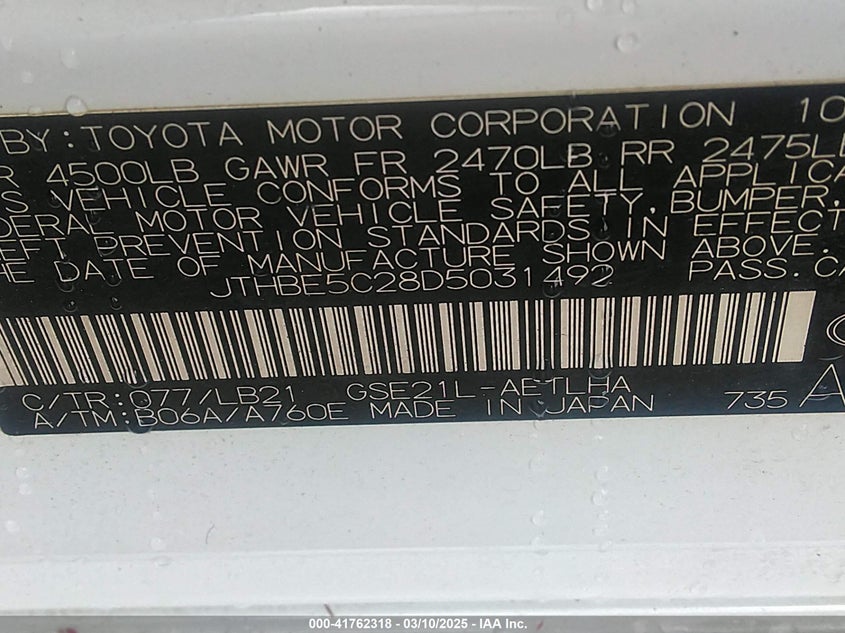 BY: TOYOTA MOTOR CORPORATION 10
R 4500LB GAWR FR 2470LB RR 2475LB
S VEHICLE CONFORMS TO ALL APPLICA
DERAL MOTOR VEHICLE SAFETY, BUMPER,
EFT PREVENTION STANDARDS IN EFFECT
HE DATE OF MANUFACTURE SHOWN ABOVE.
JTHBE5C28D5031492 PASS. CA
C/TR: 077/LB21 GSE21L-AETLHA
A/TM: B06A/A760E MADE IN JAPAN 735 A
000-41762318 - 03/10/2025 - IAA Inc.